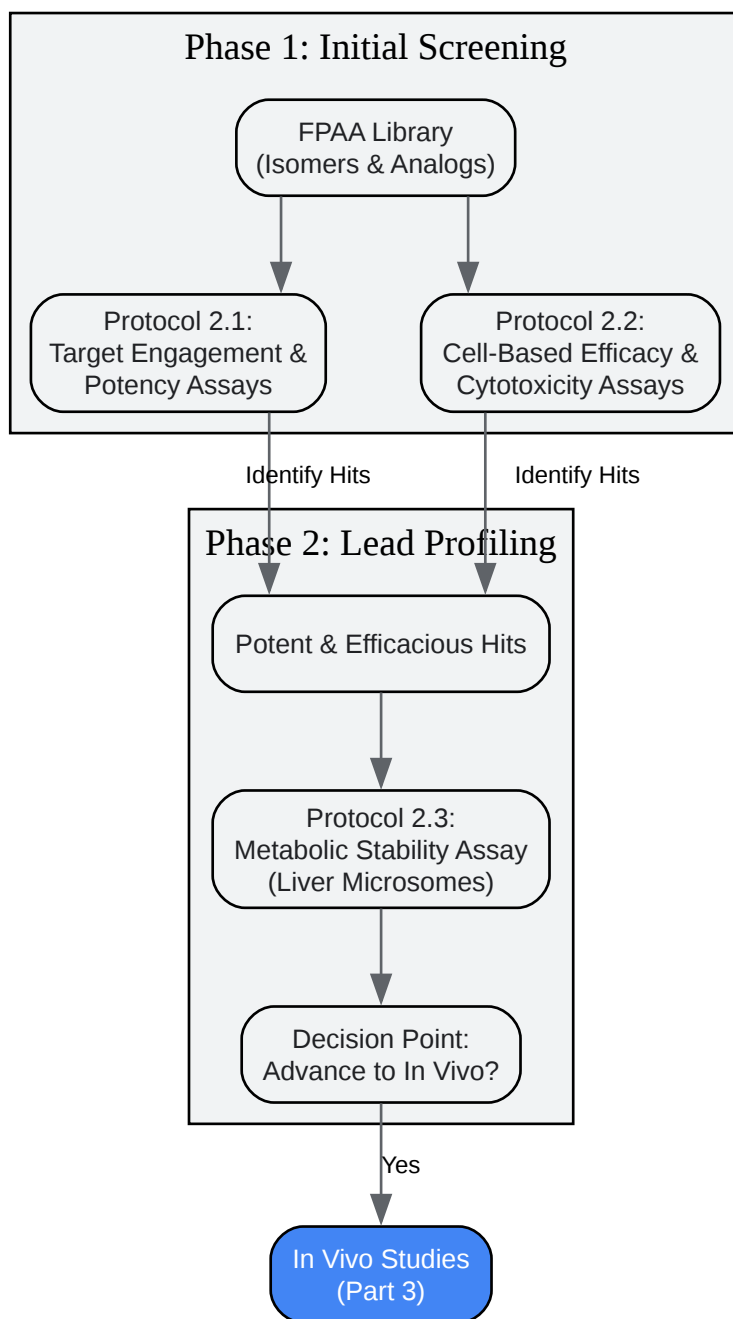 Phase 1: Initial Screening
FPAA Library
(Isomers & Analogs)
Protocol 2.1:
Target Engagement &
Potency Assays
Protocol 2.2:
Cell-Based Efficacy &
Cytotoxicity Assays
Identify Hits
Identify Hits
Phase 2: Lead Profiling
Potent & Efficacious Hits
Protocol 2.3:
Metabolic Stability Assay
(Liver Microsomes)
Decision Point:
Advance to In Vivo?
Yes
In Vivo Studies
(Part 3)